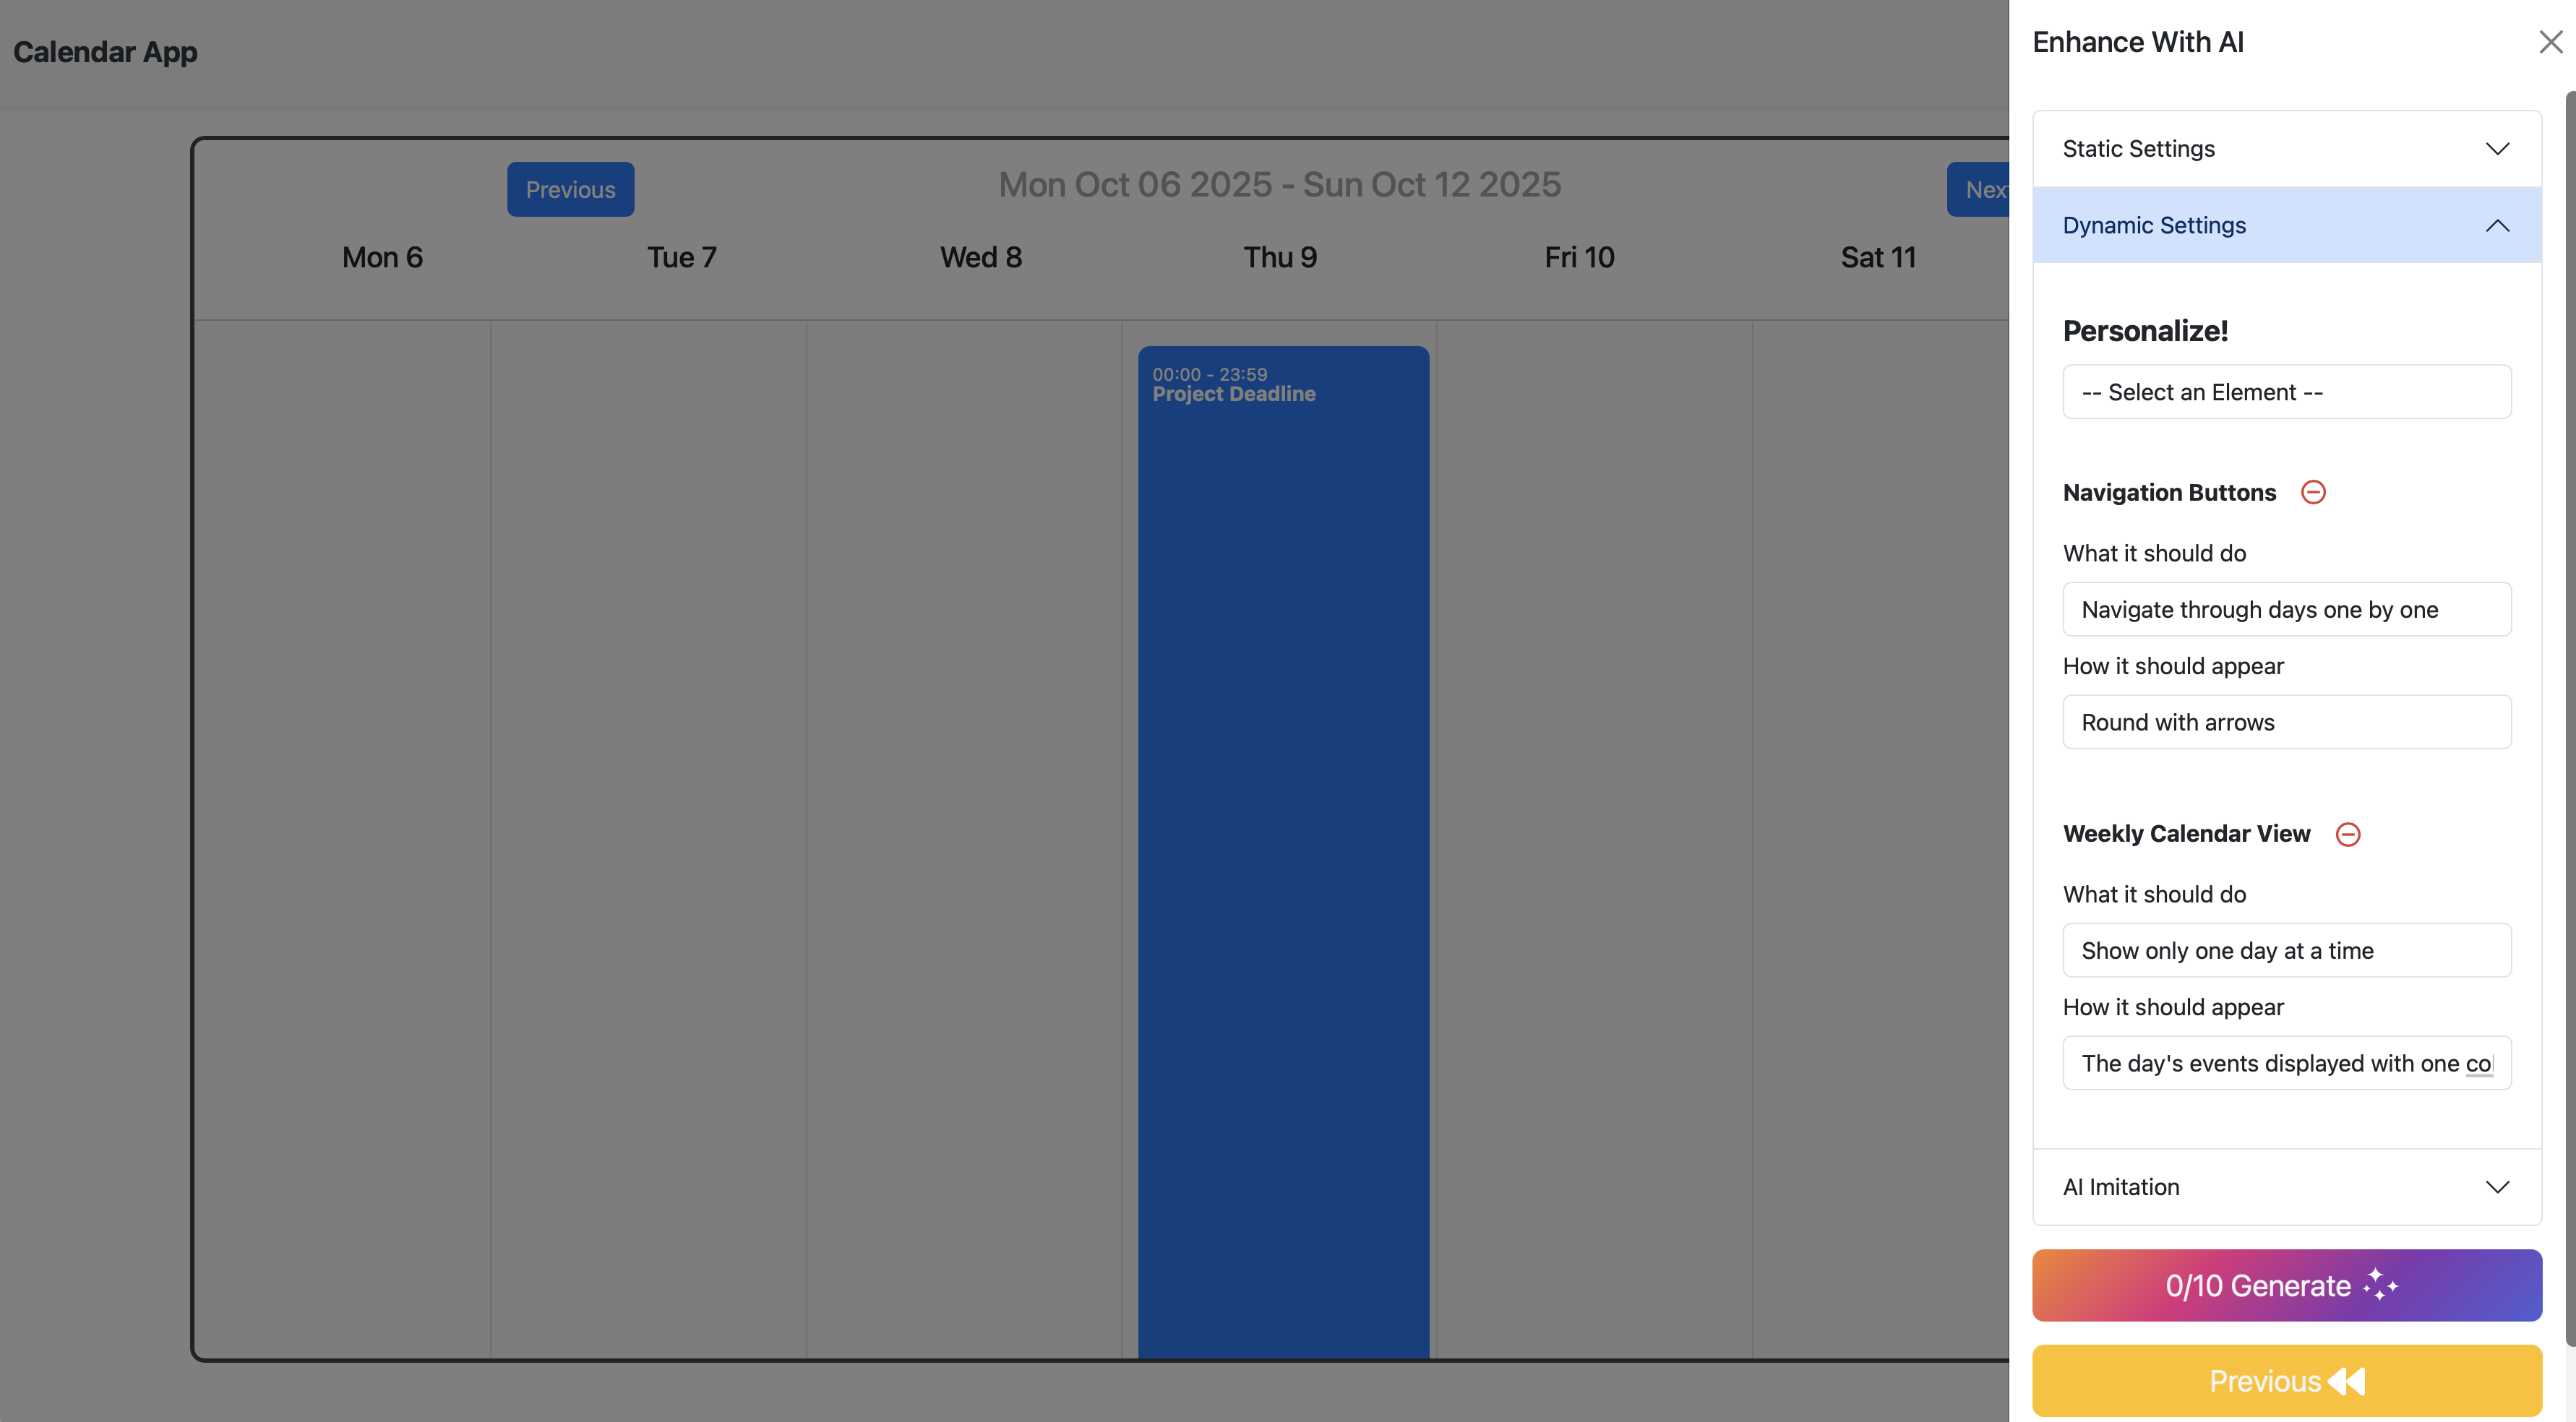 Calendar App
Previous
Mon Oct 06 2025 - Sun Oct 12 2025
Mon 6
Tue 7
Wed 8
Thu 9
Fri 10
Sat 11
00:00 - 23:59
Project Deadline
Enhance With AI
Static Settings
Dynamic Settings
Personalize!
-- Select an Element --
Navigation Buttons
What it should do
Navigate through days one by one
How it should appear
Round with arrows
Weekly Calendar View
What it should do
Show only one day at a time
How it should appear
The day's events displayed with one
AI Imitation
0/10 Generate
Previous